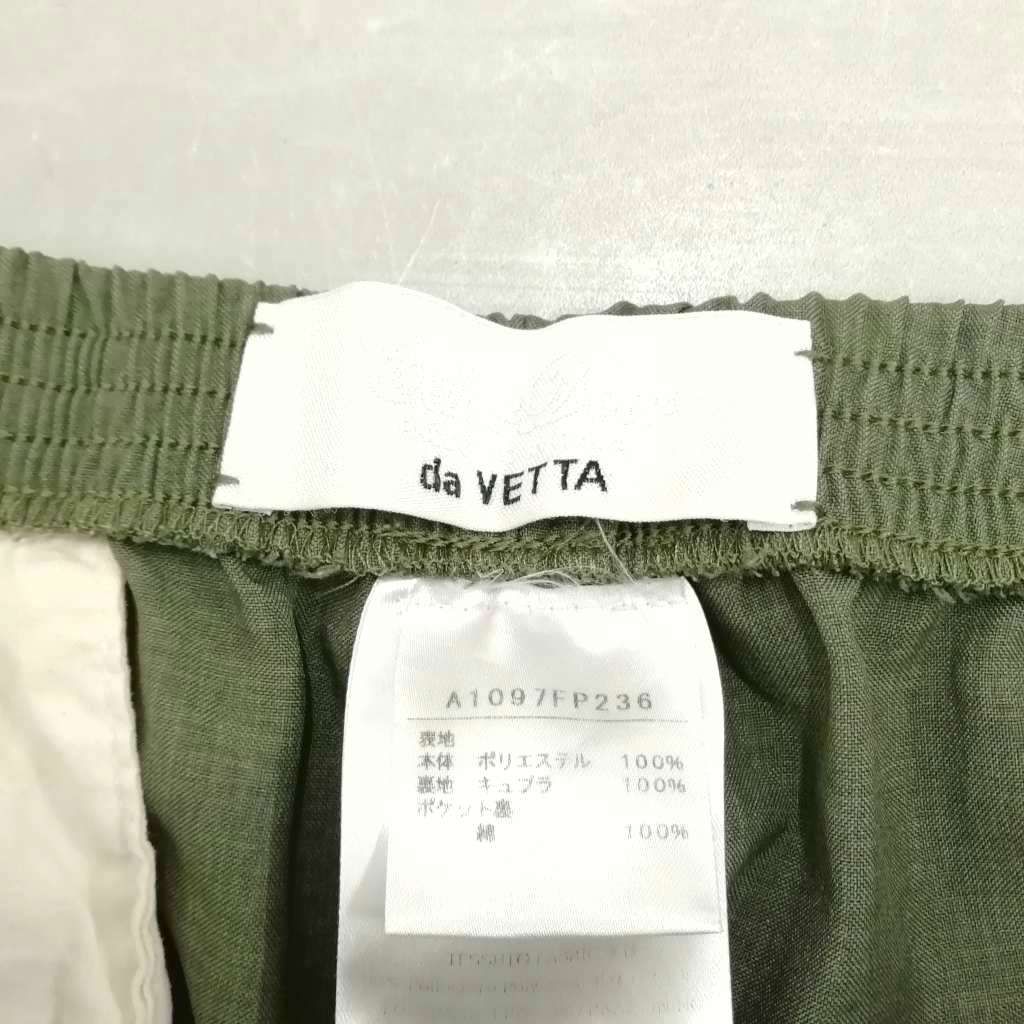 da VETTA
A1097FP236
表地
本体 ポリエステル 100%
裏地 キュプラ 100%
ポケット裏
綿 100%